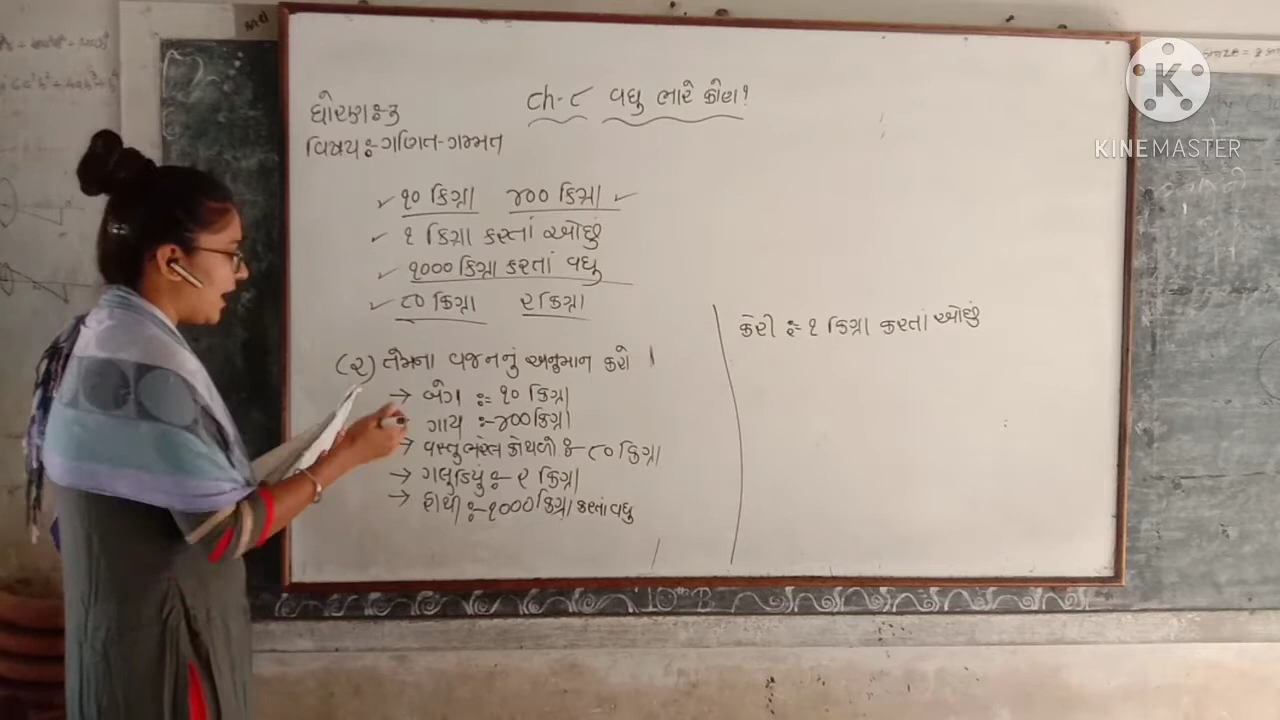 ch-૮ વધુ ભારે કોણ?
ધોરણઃ-૩
વિષયઃ-ગણિત-ગમ્મત
૧૦ કિગ્રા ૪૦૦ કિગ્રા
૧ કિગ્રા કરતાં ઓછું
૧૦૦૦ કિગ્રા કરતાં વધુ
૮૦ કિગ્રા ૨ કિગ્રા
(૨) તેમના વજનનું અનુમાન કરો ।
→ બેગ ઃ- ૧૦ કિગ્રા
ગાય ઃ-૪૦૦ કિગ્રા
→ વસ્તુ ભરેલ કોથળો ઃ- ૮૦ કિગ્રા
→ ગલુડિયું ઃ- ૨ કિગ્રા
→ હાથી ઃ-૧૦૦૦ કિગ્રા કરતાં વધુ
કેરી ઃ- ૧ કિગ્રા કરતાં ઓછું
10th B
K
KINEMASTER